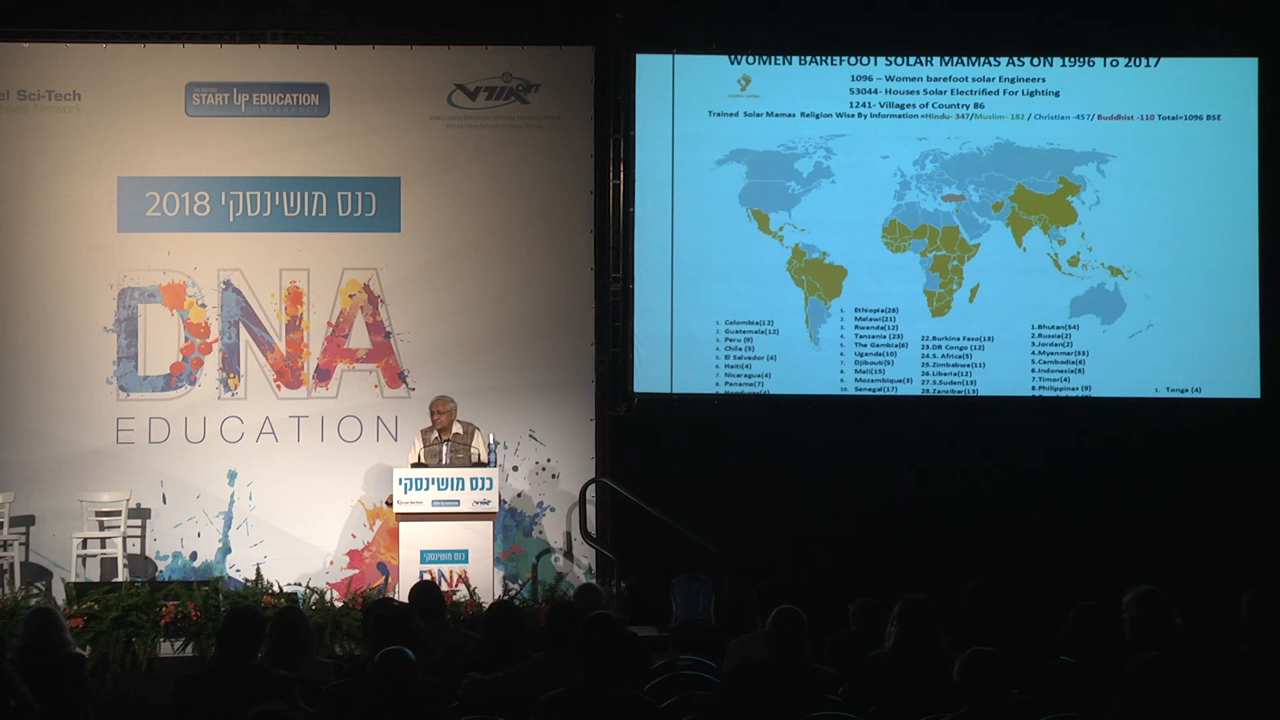 el Sci-Tech
START UP EDUCATION
CONFERENCE
אורט
כנס מושינסקי 2018
DNA
EDUCATION
כנס מושינסקי
כנס מושינסקי
DNA
WOMEN BAREFOOT SOLAR MAMAS AS ON 1996 To 2017
1096 – Women barefoot solar Engineers
53044- Houses Solar Electrified For Lighting
1241- Villages of Country 86
Trained Solar Mamas Religion Wise By Information =Hindu- 347/Muslim- 182 / Christian -457/ Buddhist -110 Total=1096 BSE
1. Colombia(12)
2. Guatemala(12)
3. Peru (9)
4. Chile (5)
5. El Salvador (4)
6. Haiti(4)
7. Nicaragua(4)
8. Panama(7)
1. Ethiopia(28)
2. Malawi(21)
3. Rwanda(12)
4. Tanzania (23)
5. The Gambia(6)
6. Uganda(10)
7. Djibouti(5)
8. Mali(15)
9. Mozambique(3)
10. Senegal(17)
22.Burkina Faso(13)
23.DR Congo (12)
24.S. Africa(5)
25.Zimbabwe(11)
26.Liberia(12)
27.S.Sudan(13)
28.Zanzibar(13)
1.Bhutan(54)
2.Russia(2)
3.Jordan(2)
4.Myanmar(33)
5.Cambodia(6)
6.Indonesia(8)
7.Timor(4)
8.Philippines (9)
1. Tonga (4)